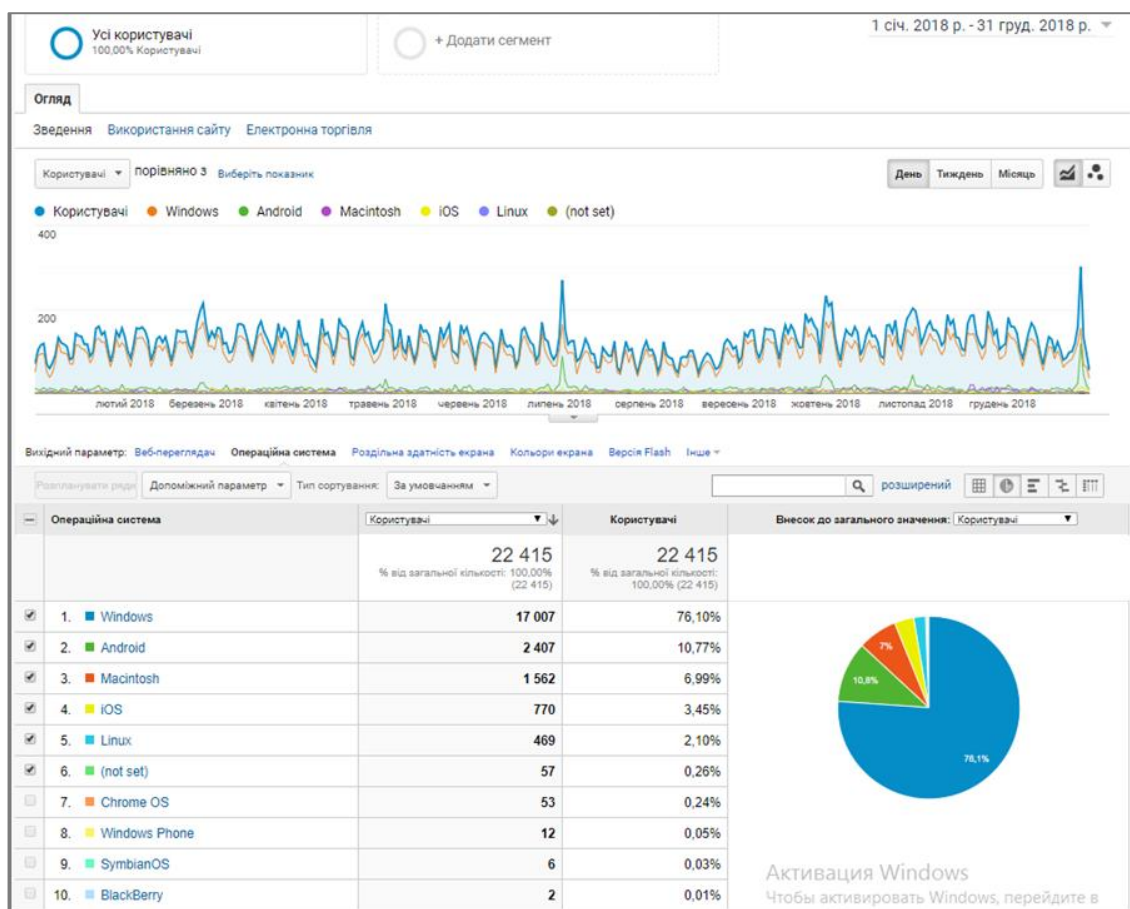 Усі користувачі
100,00% Користувачі
+ Додати сегмент
1 січ. 2018 р. - 31 груд. 2018 р.
Огляд
Зведення Використання сайту Електронна торгівля
Користувачі порівняно з Виберіть показник
День Тиждень Місяць
Користувачі Windows Android Macintosh iOS Linux (not set)
400
200
лютий 2018 березень 2018 квітень 2018 травень 2018 червень 2018 липень 2018 серпень 2018 вересень 2018 жовтень 2018 листопад 2018 грудень 2018
Вихідний параметр: Веб-переглядач Операційна система Роздільна здатність екрана Кольори екрана Версія Flash Інше
Розпланувати ряди Допоміжний параметр Тип сортування: За умовчанням розширений
Операційна система Користувачі Користувачі Внесок до загального значення: Користувачі
22 415 22 415
% від загальної кількості: 100,00% % від загальної кількості:
(22 415) 100,00% (22 415)
1. Windows 17 007 76,10%
2. Android 2 407 10,77%
3. Macintosh 1 562 6,99%
4. iOS 770 3,45%
5. Linux 469 2,10%
6. (not set) 57 0,26%
7. Chrome OS 53 0,24%
8. Windows Phone 12 0,05%
9. SymbianOS 6 0,03%
10. BlackBerry 2 0,01%
7%
10,8%
76,1%
Активация Windows
Чтобы активировать Windows, перейдите в